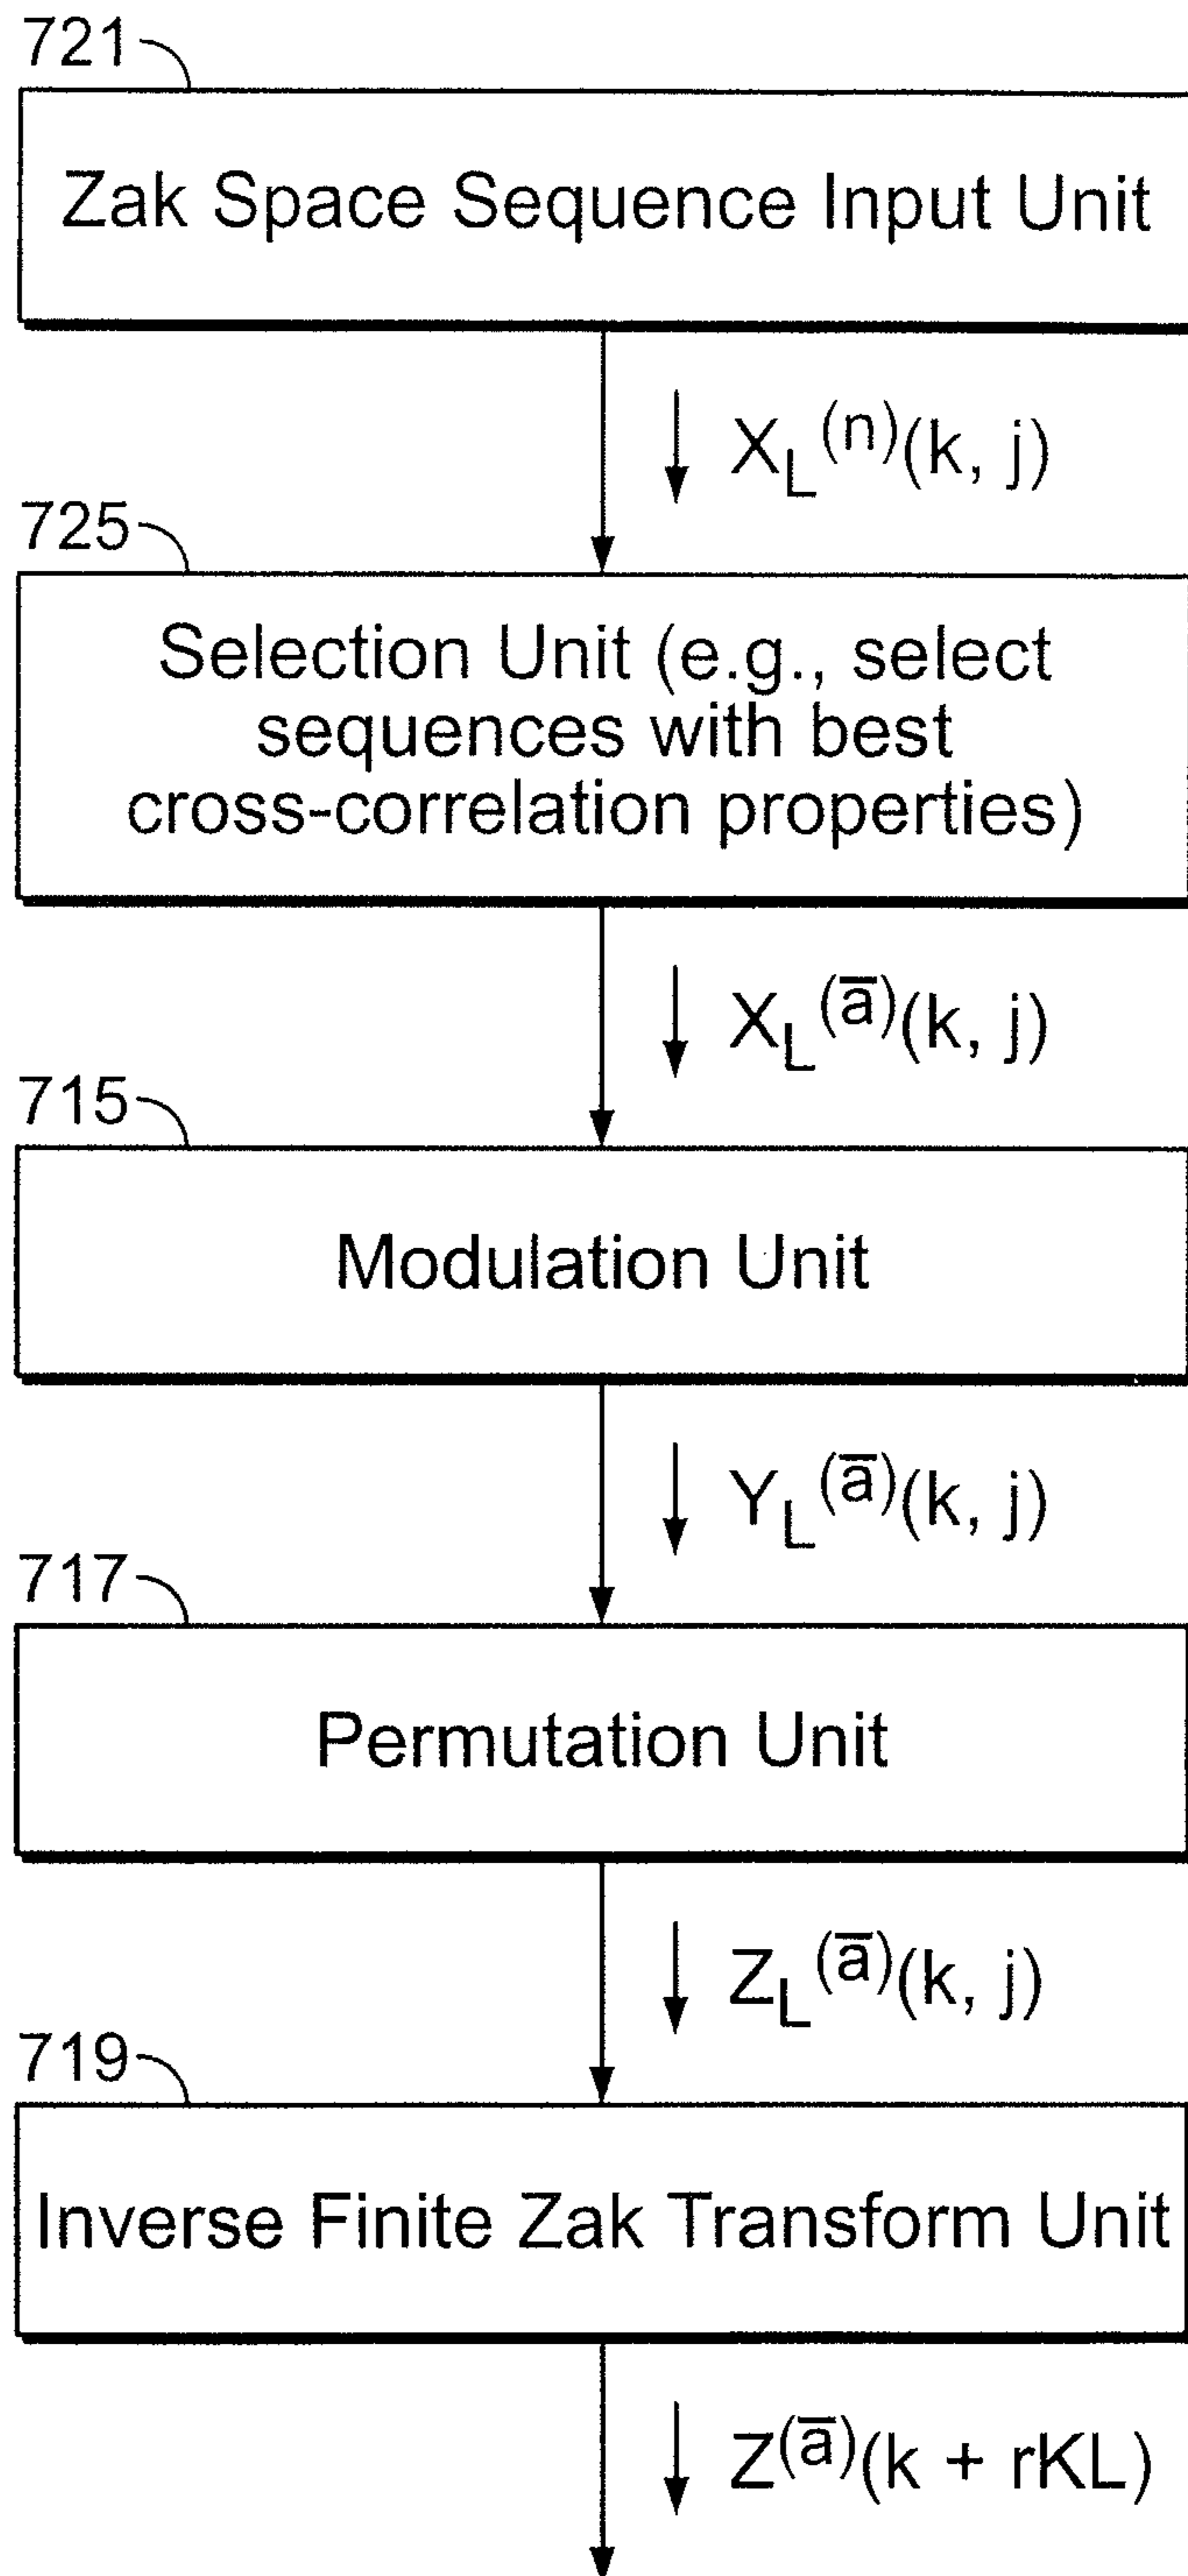 721
Zak Space Sequence Input Unit
X_L^(n)(k, j)
725
Selection Unit (e.g., select
sequences with best
cross-correlation properties)
X_L^(a̅)(k, j)
715
Modulation Unit
Y_L^(a̅)(k, j)
717
Permutation Unit
Z_L^(a̅)(k, j)
719
Inverse Finite Zak Transform Unit
Z^(a̅)(k + rKL)